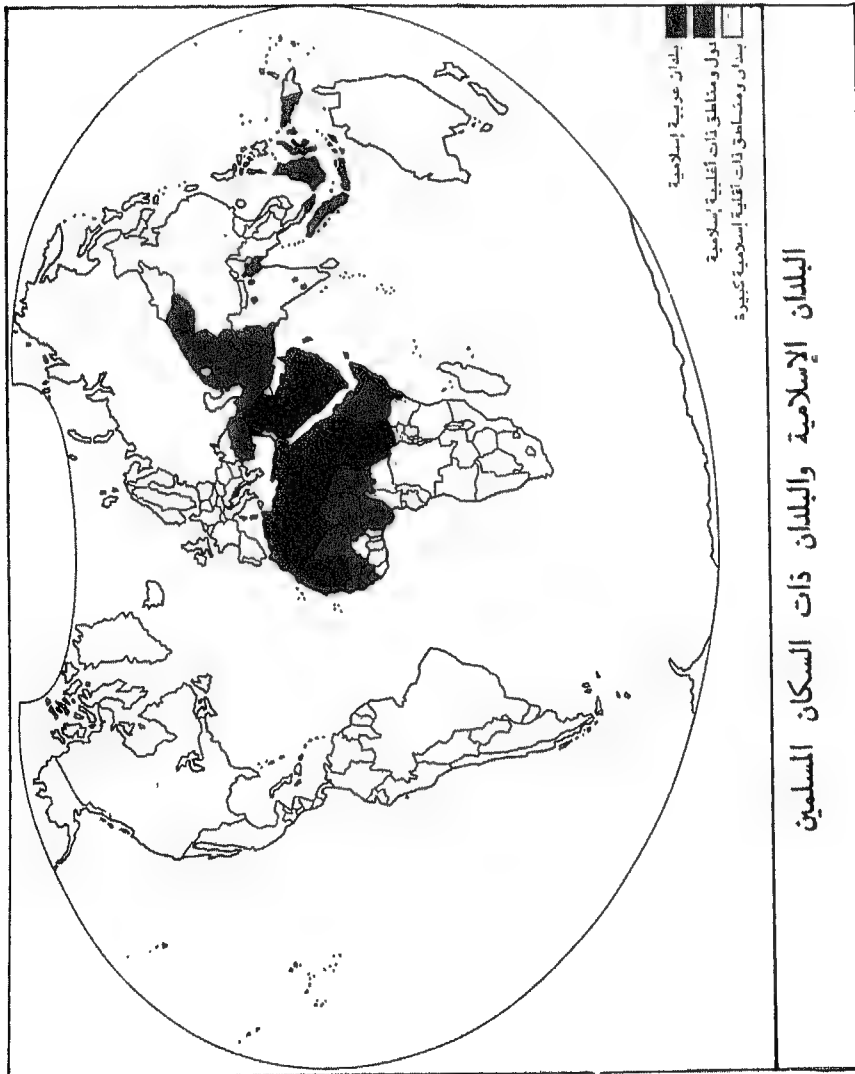 البلدان الإسلامية والبلدان ذات السكان المسلمين
بلدان عربية إسلامية
دول ومناطق ذات أغلبية إسلامية
بلدان ومناطق ذات أقلية إسلامية كبيرة